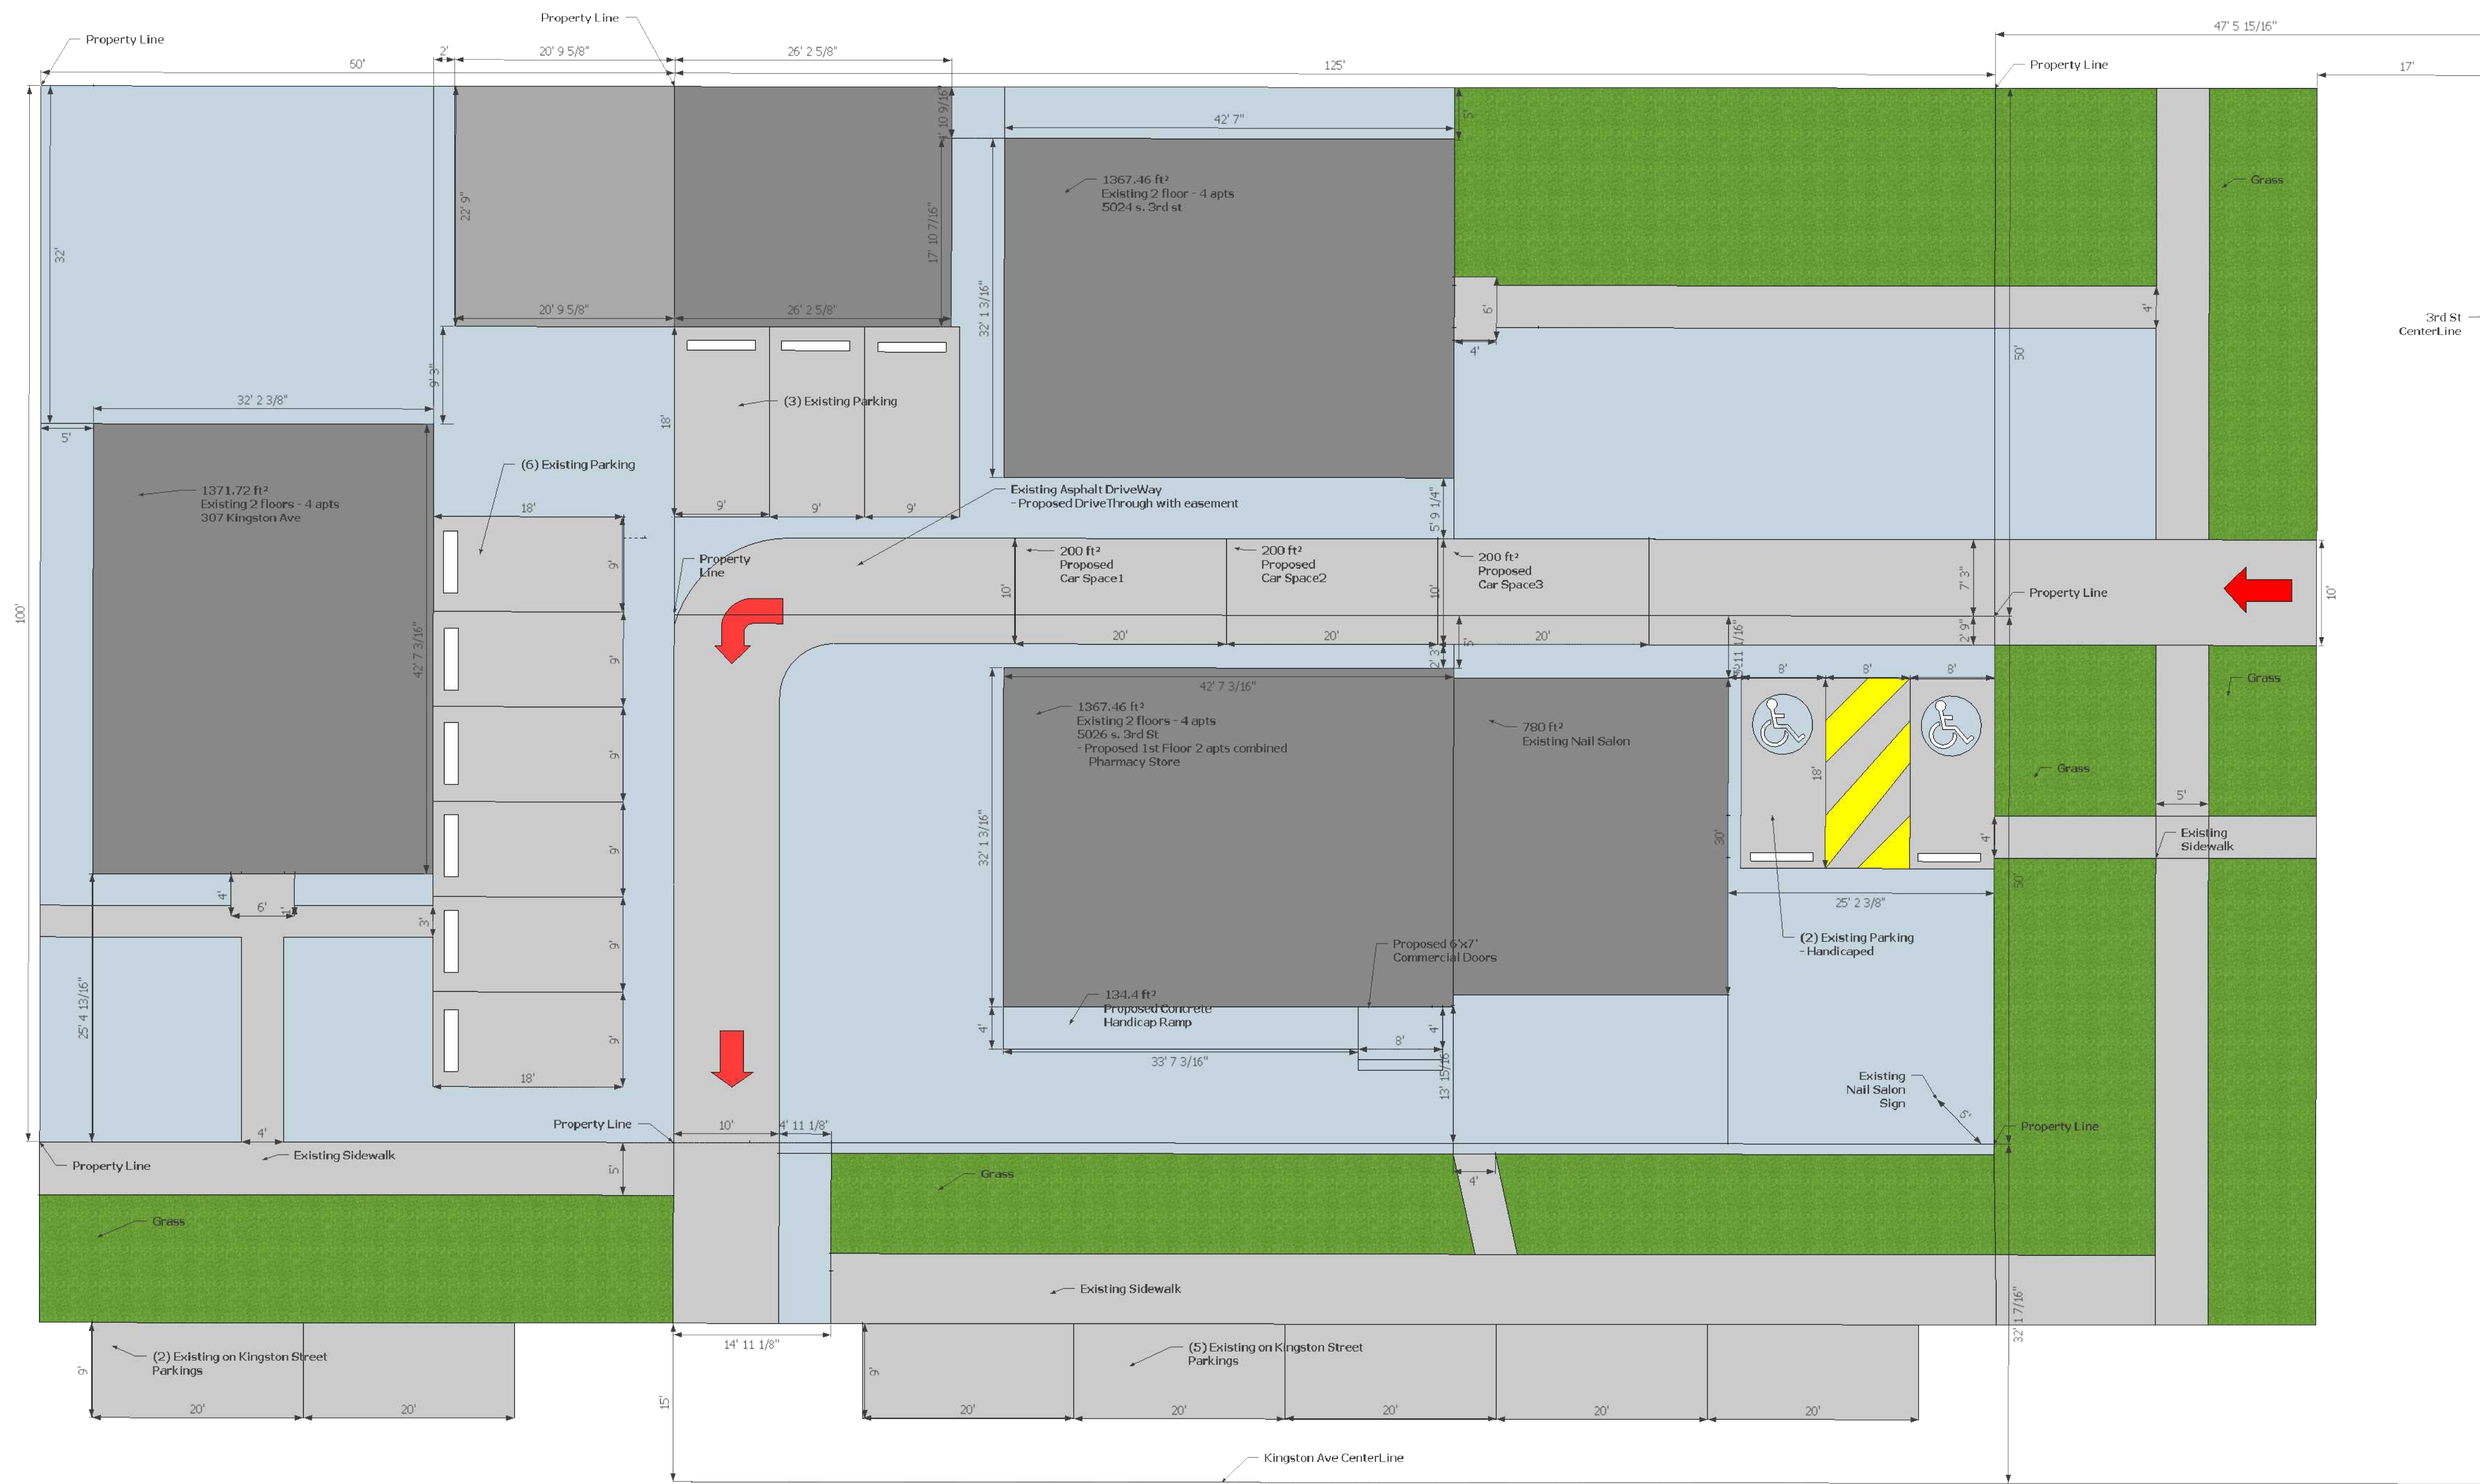 47' 5 15/16"
Property Line
Property Line
Property Line
17'
2'
20' 9 5/8"
26' 2 5/8"
60'
125'
4' 10 9/16"
5'
42' 7"
1367.46 ft²
Existing 2 floor - 4 apts
5024 s. 3rd st
Grass
32'
22' 9"
17' 10 7/16"
32' 1 3/16"
20' 9 5/8"
26' 2 5/8"
6'
4'
4'
50'
3rd St
CenterLine
9' 3"
32' 2 3/8"
5'
18'
(3) Existing Parking
(6) Existing Parking
1371.72 ft²
Existing 2 floors - 4 apts
307 Kingston Ave
18'
9'
9'
9'
Existing Asphalt DriveWay
- Proposed DriveThrough with easement
5' 9 1/4"
Property
Line
200 ft²
Proposed
Car Space1
200 ft²
Proposed
Car Space2
200 ft²
Proposed
Car Space3
10'
10'
7' 3"
Property Line
10'
100'
9'
9'
9'
9'
9'
9'
42' 7 3/16"
20'
20'
20'
5'
2' 3"
2' 9"
8'
8'
8'
Grass
42' 7 3/16"
1367.46 ft²
Existing 2 floors - 4 apts
5026 s. 3rd St
- Proposed 1st Floor 2 apts combined
Pharmacy Store
780 ft²
Existing Nail Salon
18'
Grass
5'
32' 1 3/16"
30'
4'
Existing
Sidewalk
50'
25' 2 3/8"
4'
6'
3'
(2) Existing Parking
- Handicaped
Proposed 6'x7'
Commercial Doors
25' 4 13/16"
134.4 ft²
Proposed Concrete
Handicap Ramp
4'
4'
33' 7 3/16"
8'
13' 15/16"
18'
Existing
Nail Salon
Sign
6'
Property Line
10'
4' 11 1/8"
4'
Property Line
Property Line
Existing Sidewalk
5'
Grass
4'
Grass
Existing Sidewalk
32' 1 7/16"
14' 11 1/8"
(2) Existing on Kingston Street
Parkings
9'
20'
20'
15'
9'
(5) Existing on Kingston Street
Parkings
20'
20'
20'
20'
20'
Kingston Ave CenterLine